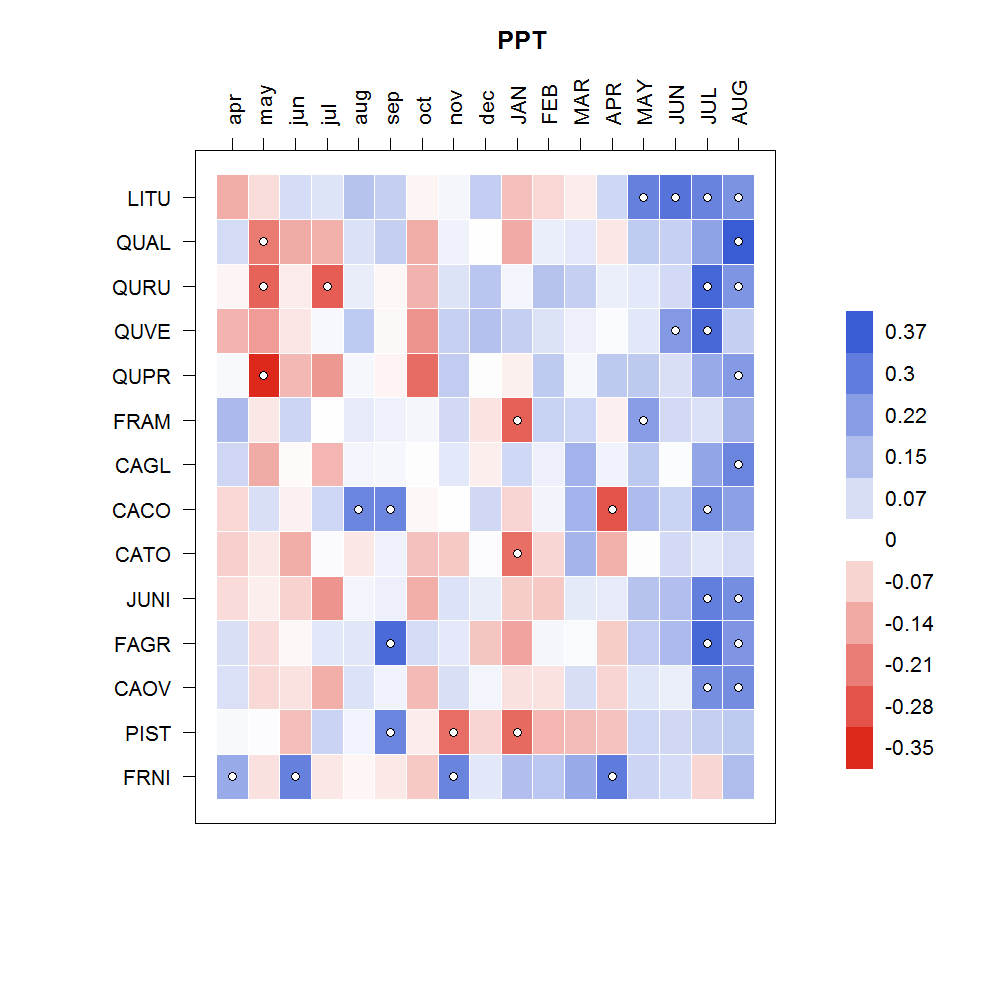 PPT
apr may jun jul aug sep oct nov dec JAN FEB MAR APR MAY JUN JUL AUG
LITU
QUAL
QURU
QUVE
QUPR
FRAM
CAGL
CACO
CATO
JUNI
FAGR
CAOV
PIST
FRNI
0.37
0.3
0.22
0.15
0.07
0
-0.07
-0.14
-0.21
-0.28
-0.35